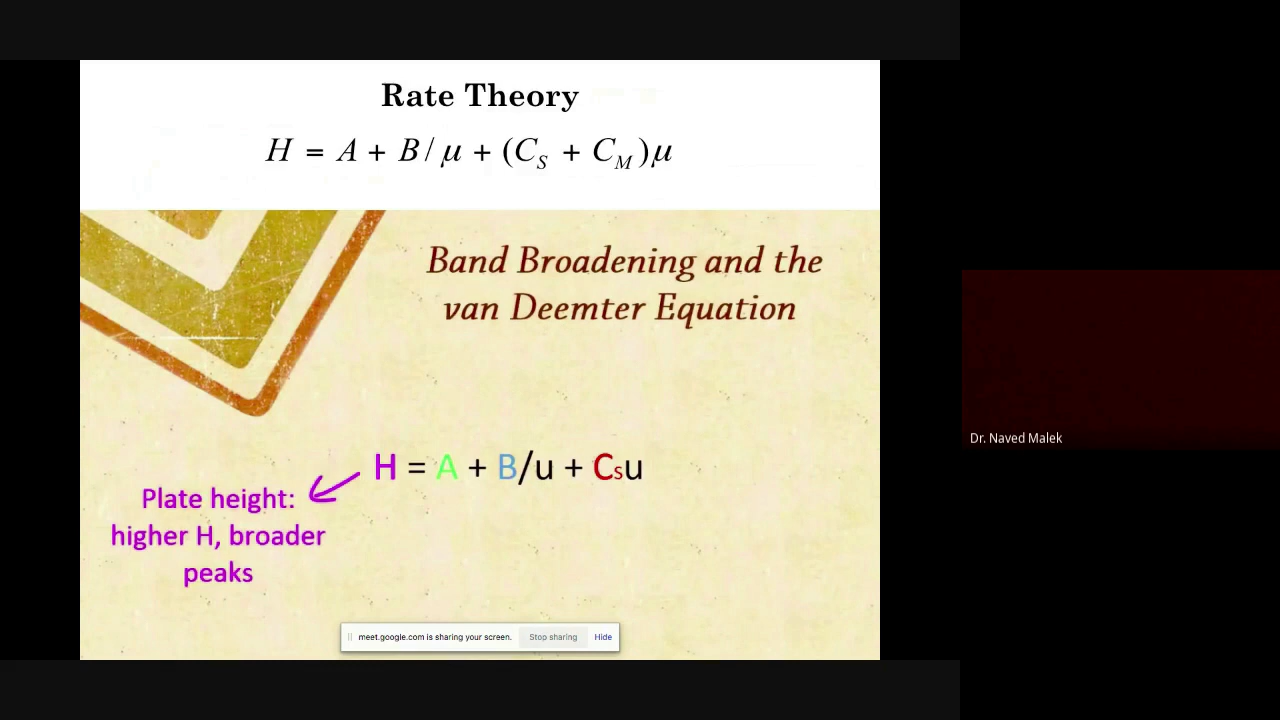 Rate Theory
H = A + B / μ + (C_S + C_M)μ
Band Broadening and the
van Deemter Equation
H = A + B/u + Csu
Plate height:
higher H, broader
peaks
meet.google.com is sharing your screen. Stop sharing Hide
Dr. Naved Malek